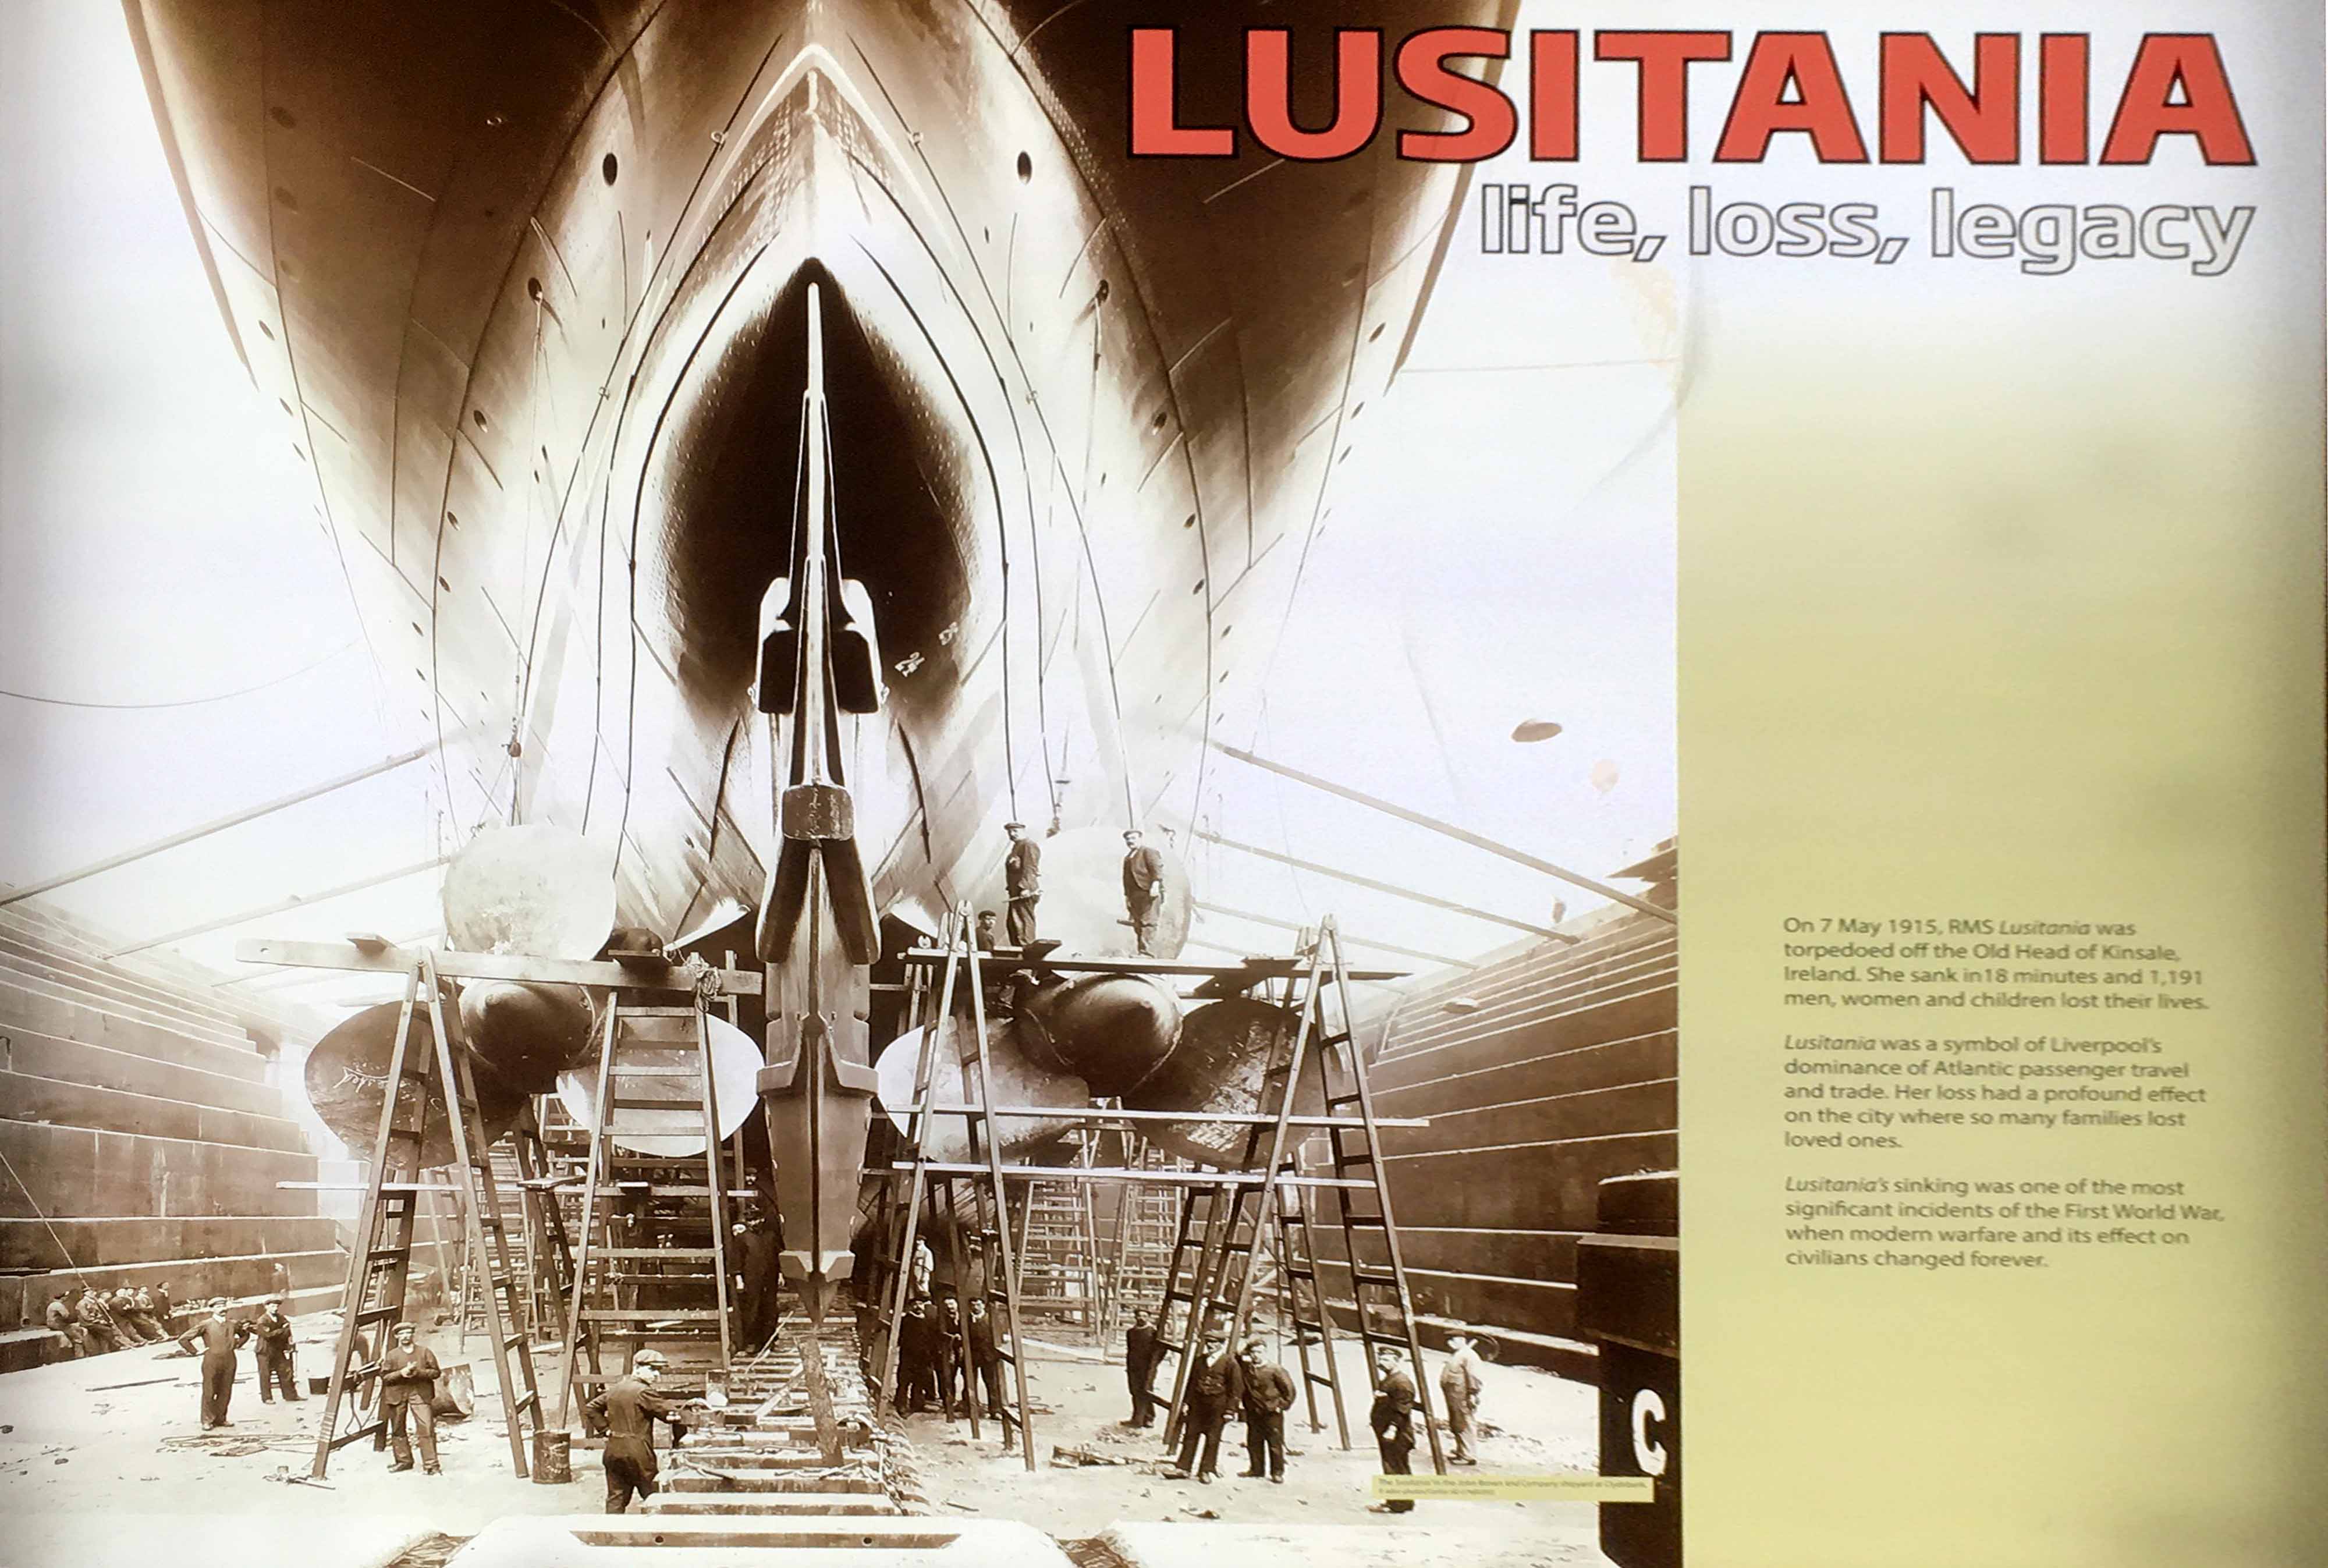 LUSITANIA
life, loss, legacy
On 7 May 1915, RMS Lusitania was
torpedoed off the Old Head of Kinsale,
Ireland. She sank in18 minutes and 1,191
men, women and children lost their lives.
Lusitania was a symbol of Liverpool's
dominance of Atlantic passenger travel
and trade. Her loss had a profound effect
on the city where so many families lost
loved ones.
Lusitania's sinking was one of the most
significant incidents of the First World War,
when modern warfare and its effect on
civilians changed forever.
C
The Lusitania in the John Brown and Company shipyard at Clydebank.